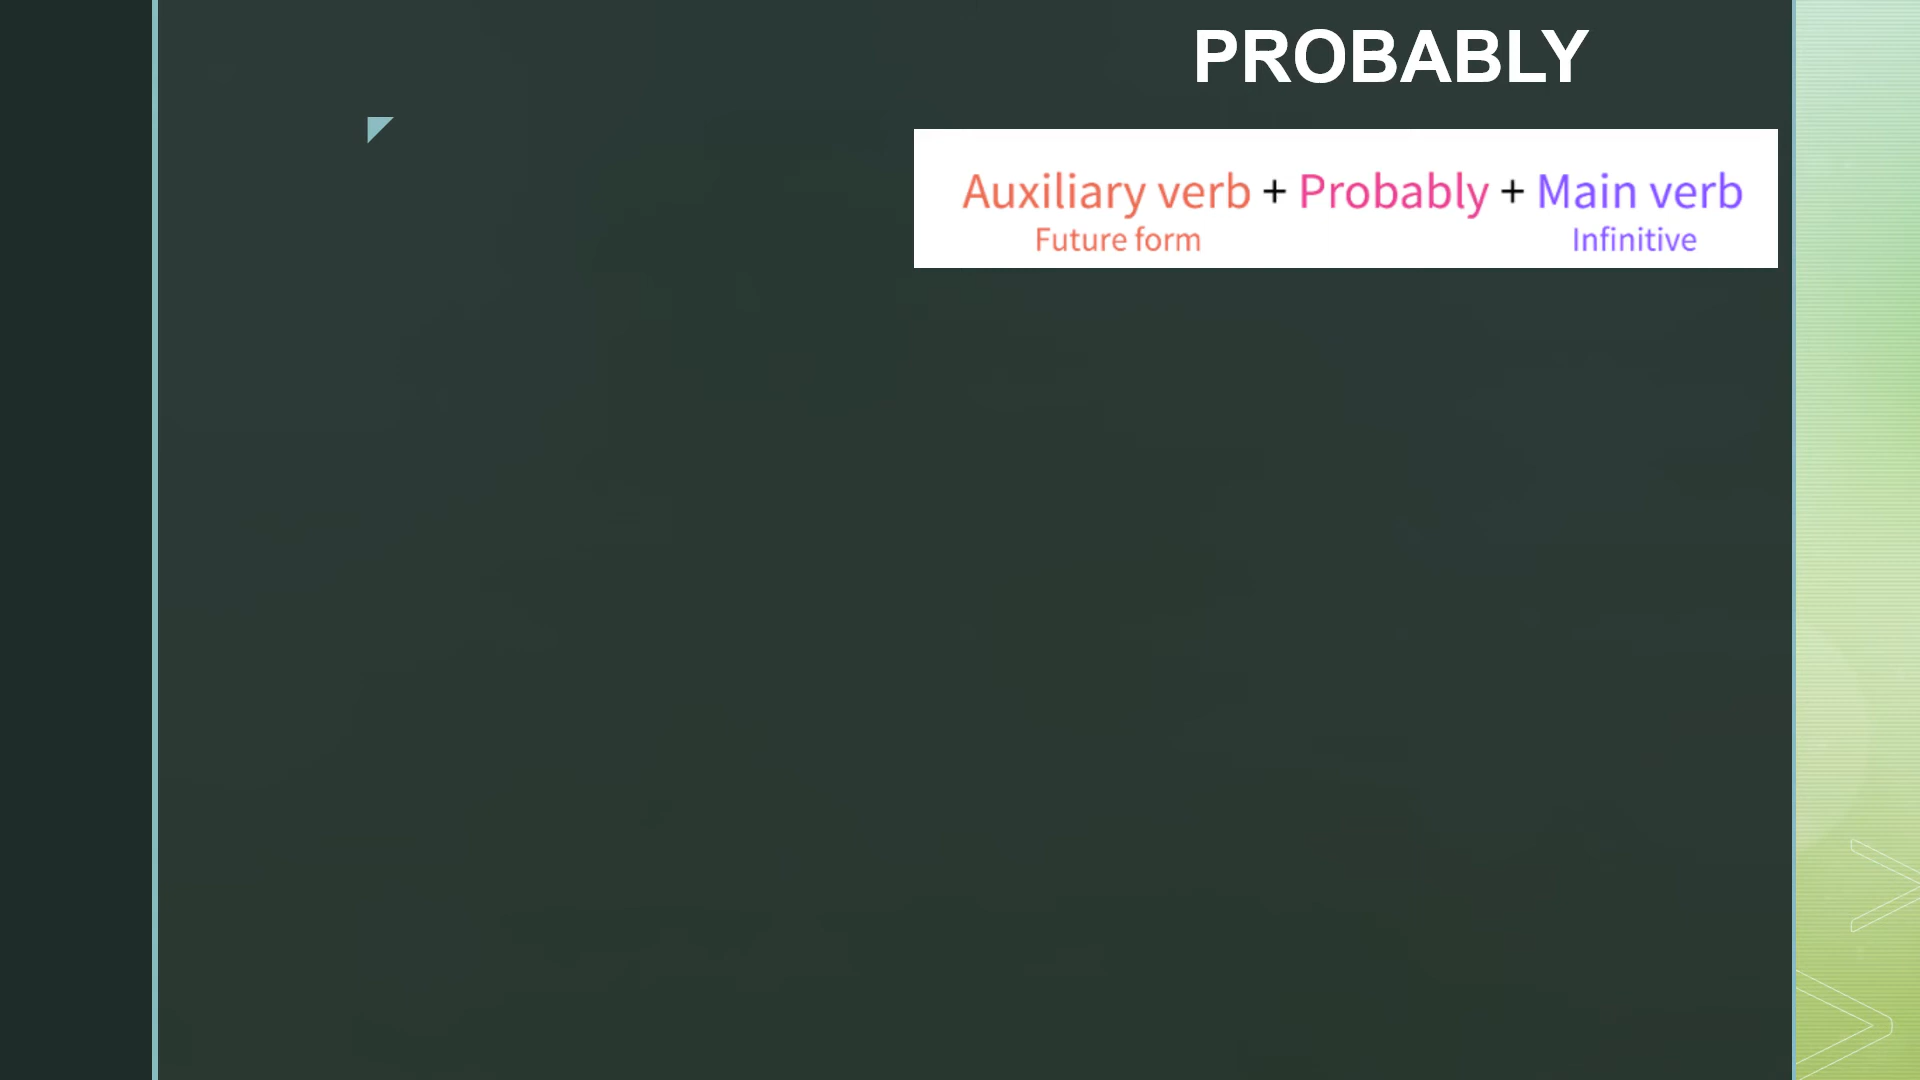 PROBABLY
Auxiliary verb + Probably + Main verb
Future form Infinitive